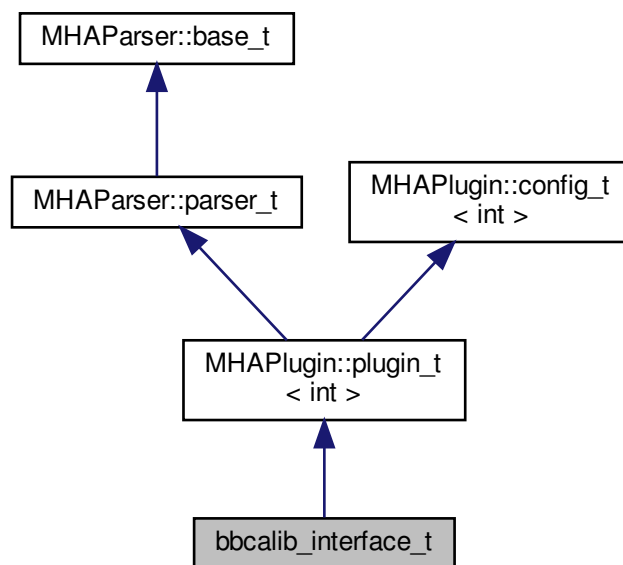 MHAParser::base_t
MHAParser::parser_t
MHAPlugin::config_t
< int >
MHAPlugin::plugin_t
< int >
bbcalib_interface_t